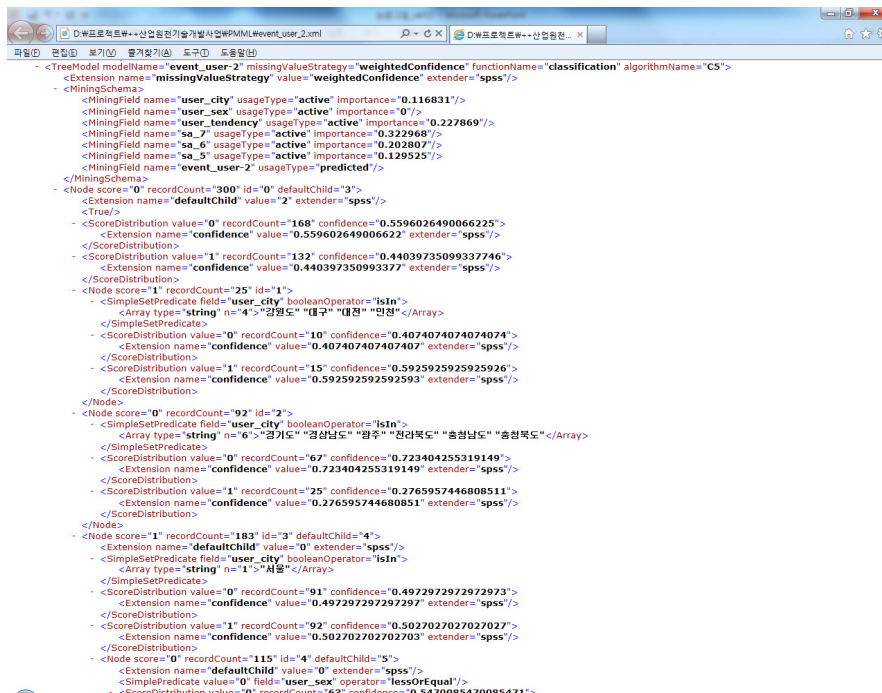 D:₩프로젝트₩++산업원전기술개발사업₩PMML₩event_user_2.xml
D:₩프로젝트₩++산업원전...
파일(F) 편집(E) 보기(V) 즐겨찾기(A) 도구(T) 도움말(H)
- <TreeModel modelName="event_user-2" missingValueStrategy="weightedConfidence" functionName="classification" algorithmName="C5">
<Extension name="missingValueStrategy" value="weightedConfidence" extender="spss"/>
- <MiningSchema>
<MiningField name="user_city" usageType="active" importance="0.116831"/>
<MiningField name="user_sex" usageType="active" importance="0"/>
<MiningField name="user_tendency" usageType="active" importance="0.227869"/>
<MiningField name="sa_7" usageType="active" importance="0.322968"/>
<MiningField name="sa_6" usageType="active" importance="0.202807"/>
<MiningField name="sa_5" usageType="active" importance="0.129525"/>
<MiningField name="event_user-2" usageType="predicted"/>
</MiningSchema>
- <Node score="0" recordCount="300" id="0" defaultChild="3">
<Extension name="defaultChild" value="2" extender="spss"/>
<True/>
- <ScoreDistribution value="0" recordCount="168" confidence="0.5596026490066225">
<Extension name="confidence" value="0.559602649006622" extender="spss"/>
</ScoreDistribution>
- <ScoreDistribution value="1" recordCount="132" confidence="0.44039735099337746">
<Extension name="confidence" value="0.440397350993377" extender="spss"/>
</ScoreDistribution>
- <Node score="1" recordCount="25" id="1">
- <SimpleSetPredicate field="user_city" booleanOperator="isIn">
<Array type="string" n="4">"강원도" "대구" "대전" "인천"</Array>
</SimpleSetPredicate>
- <ScoreDistribution value="0" recordCount="10" confidence="0.4074074074074074">
<Extension name="confidence" value="0.407407407407407" extender="spss"/>
</ScoreDistribution>
- <ScoreDistribution value="1" recordCount="15" confidence="0.5925925925925926">
<Extension name="confidence" value="0.592592592592593" extender="spss"/>
</ScoreDistribution>
</Node>
- <Node score="0" recordCount="92" id="2">
- <SimpleSetPredicate field="user_city" booleanOperator="isIn">
<Array type="string" n="6">"경기도" "경상남도" "광주" "전라북도" "충청남도" "충청북도"</Array>
</SimpleSetPredicate>
- <ScoreDistribution value="0" recordCount="67" confidence="0.723404255319149">
<Extension name="confidence" value="0.723404255319149" extender="spss"/>
</ScoreDistribution>
- <ScoreDistribution value="1" recordCount="25" confidence="0.2765957446808511">
<Extension name="confidence" value="0.276595744680851" extender="spss"/>
</ScoreDistribution>
</Node>
- <Node score="1" recordCount="183" id="3" defaultChild="4">
<Extension name="defaultChild" value="0" extender="spss"/>
- <SimpleSetPredicate field="user_city" booleanOperator="isIn">
<Array type="string" n="1">"서울"</Array>
</SimpleSetPredicate>
- <ScoreDistribution value="0" recordCount="91" confidence="0.4972972972972973">
<Extension name="confidence" value="0.497297297297297" extender="spss"/>
</ScoreDistribution>
- <ScoreDistribution value="1" recordCount="92" confidence="0.5027027027027027">
<Extension name="confidence" value="0.502702702702703" extender="spss"/>
</ScoreDistribution>
- <Node score="0" recordCount="115" id="4" defaultChild="5">
<Extension name="defaultChild" value="0" extender="spss"/>
<SimplePredicate value="0" field="user_sex" operator="lessOrEqual"/>
- <ScoreDistribution value="0" recordCount="63" confidence="0.5470085470085471">